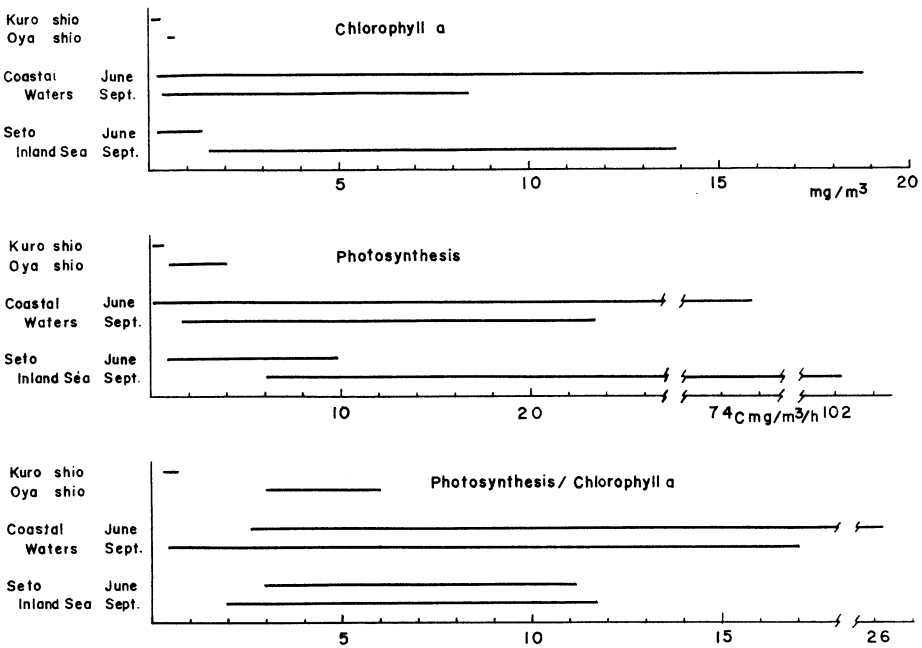 Kuro shio
Oya shio
Chlorophyll a
Coastal June
Waters Sept.
Seto June
Inland Sea Sept.
5 10 15 20
mg/m³
Kuro shio
Oya shio
Photosynthesis
Coastal June
Waters Sept.
Seto June
Inland Sea Sept.
10 20 74 Cmg/m³/h 102
Kuro shio
Oya shio
Photosynthesis/ Chlorophyll a
Coastal June
Waters Sept.
Seto June
Inland Sea Sept.
5 10 15 26